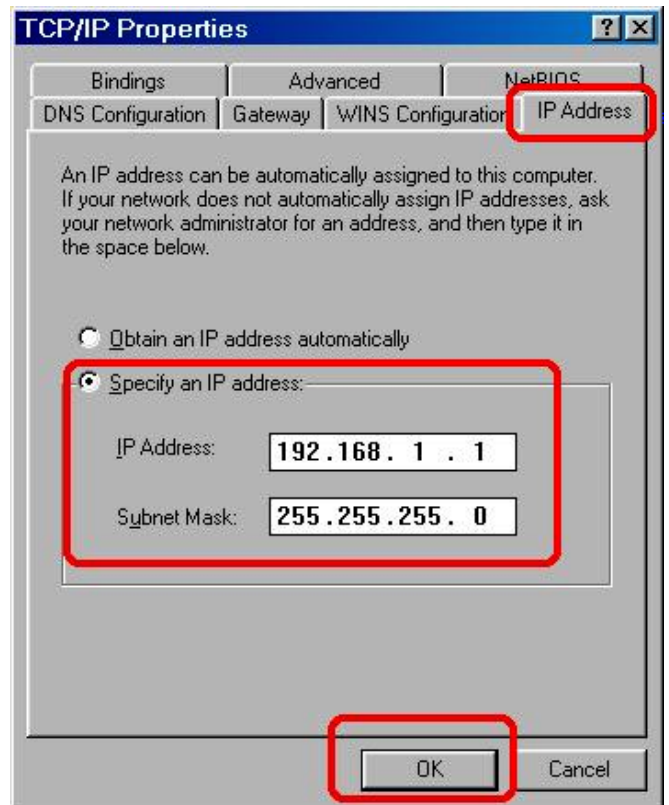 TCP/IP Properties
? X
Bindings Advanced NetBIOS
DNS Configuration Gateway WINS Configuration IP Address
An IP address can be automatically assigned to this computer.
If your network does not automatically assign IP addresses, ask
your network administrator for an address, and then type it in
the space below.
Obtain an IP address automatically
Specify an IP address:
IP Address: 192.168. 1 . 1
Subnet Mask: 255.255.255. 0
OK Cancel